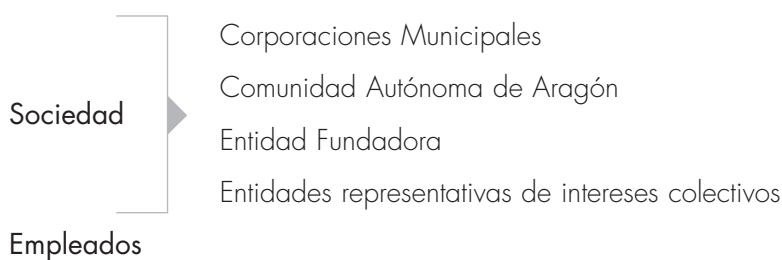 Sociedad
Corporaciones Municipales
Comunidad Autónoma de Aragón
Entidad Fundadora
Entidades representativas de intereses colectivos
Empleados